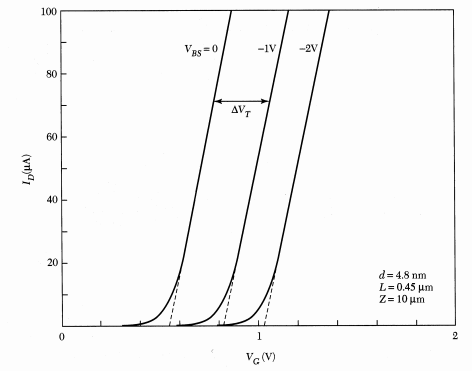 100
80
60
40
20
I_D (μA)
V_BS = 0
−1V
−2V
ΔV_T
d = 4.8 nm
L = 0.45 μm
Z = 10 μm
0
1
2
V_G (V)